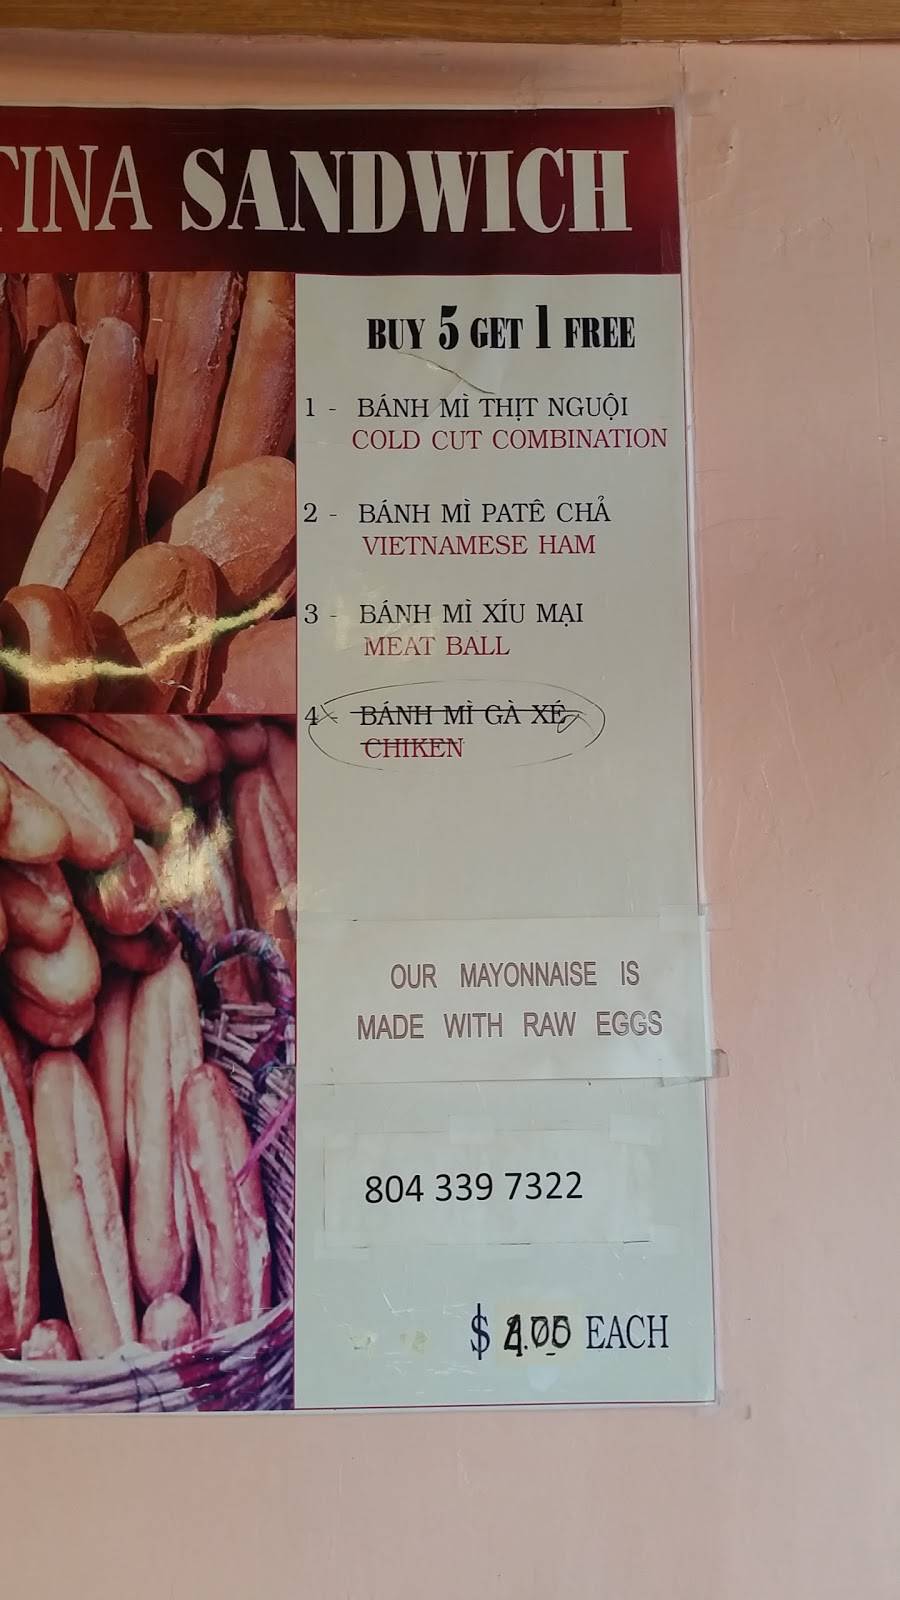 TINA SANDWICH
BUY 5 GET 1 FREE
1 - BÁNH MÌ THỊT NGUỘI
COLD CUT COMBINATION
2 - BÁNH MÌ PATÊ CHẢ
VIETNAMESE HAM
3 - BÁNH MÌ XÍU MẠI
MEAT BALL
4 - BÁNH MÌ GÀ XÉ
CHIKEN
OUR MAYONNAISE IS
MADE WITH RAW EGGS
804 339 7322
$ EACH